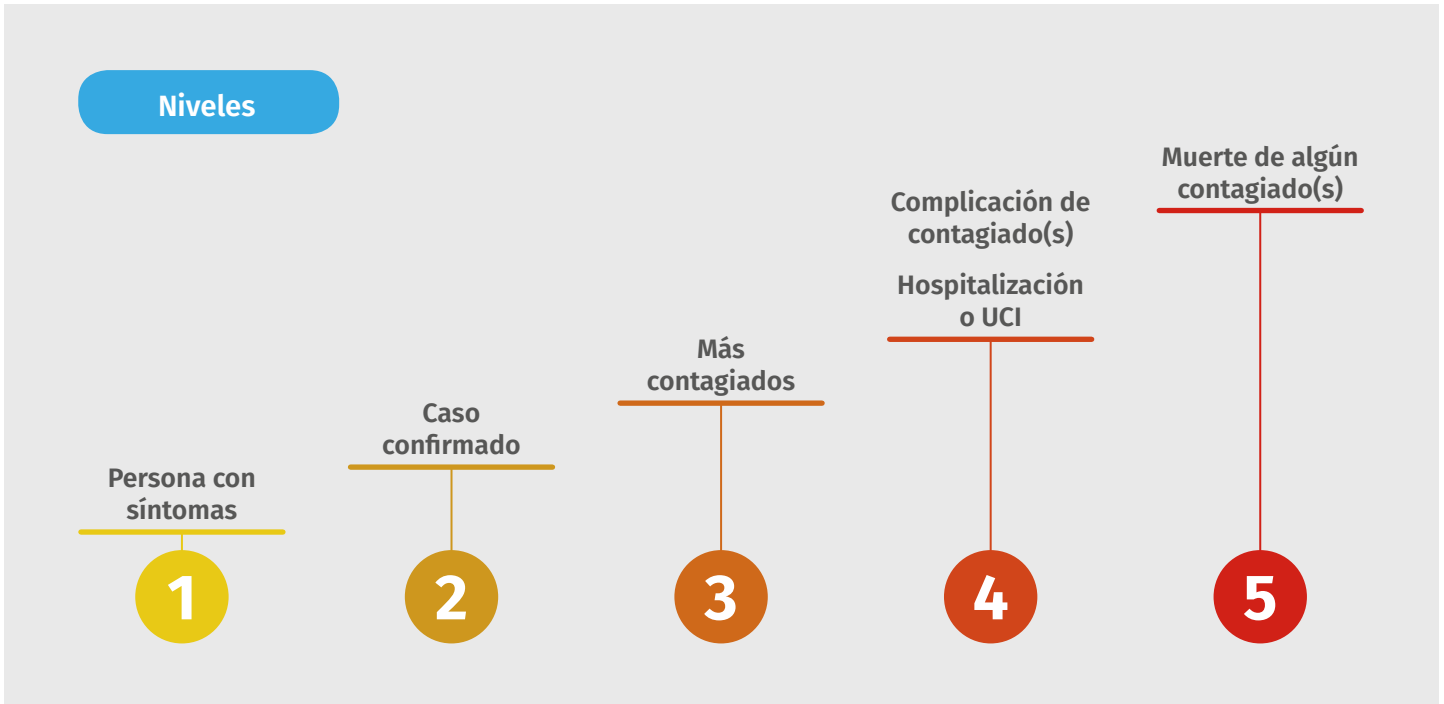 Niveles
Persona con
síntomas
1
Caso
confirmado
2
Más
contagiados
3
Complicación de
contagiado(s)
Hospitalización
o UCI
4
Muerte de algún
contagiado(s)
5